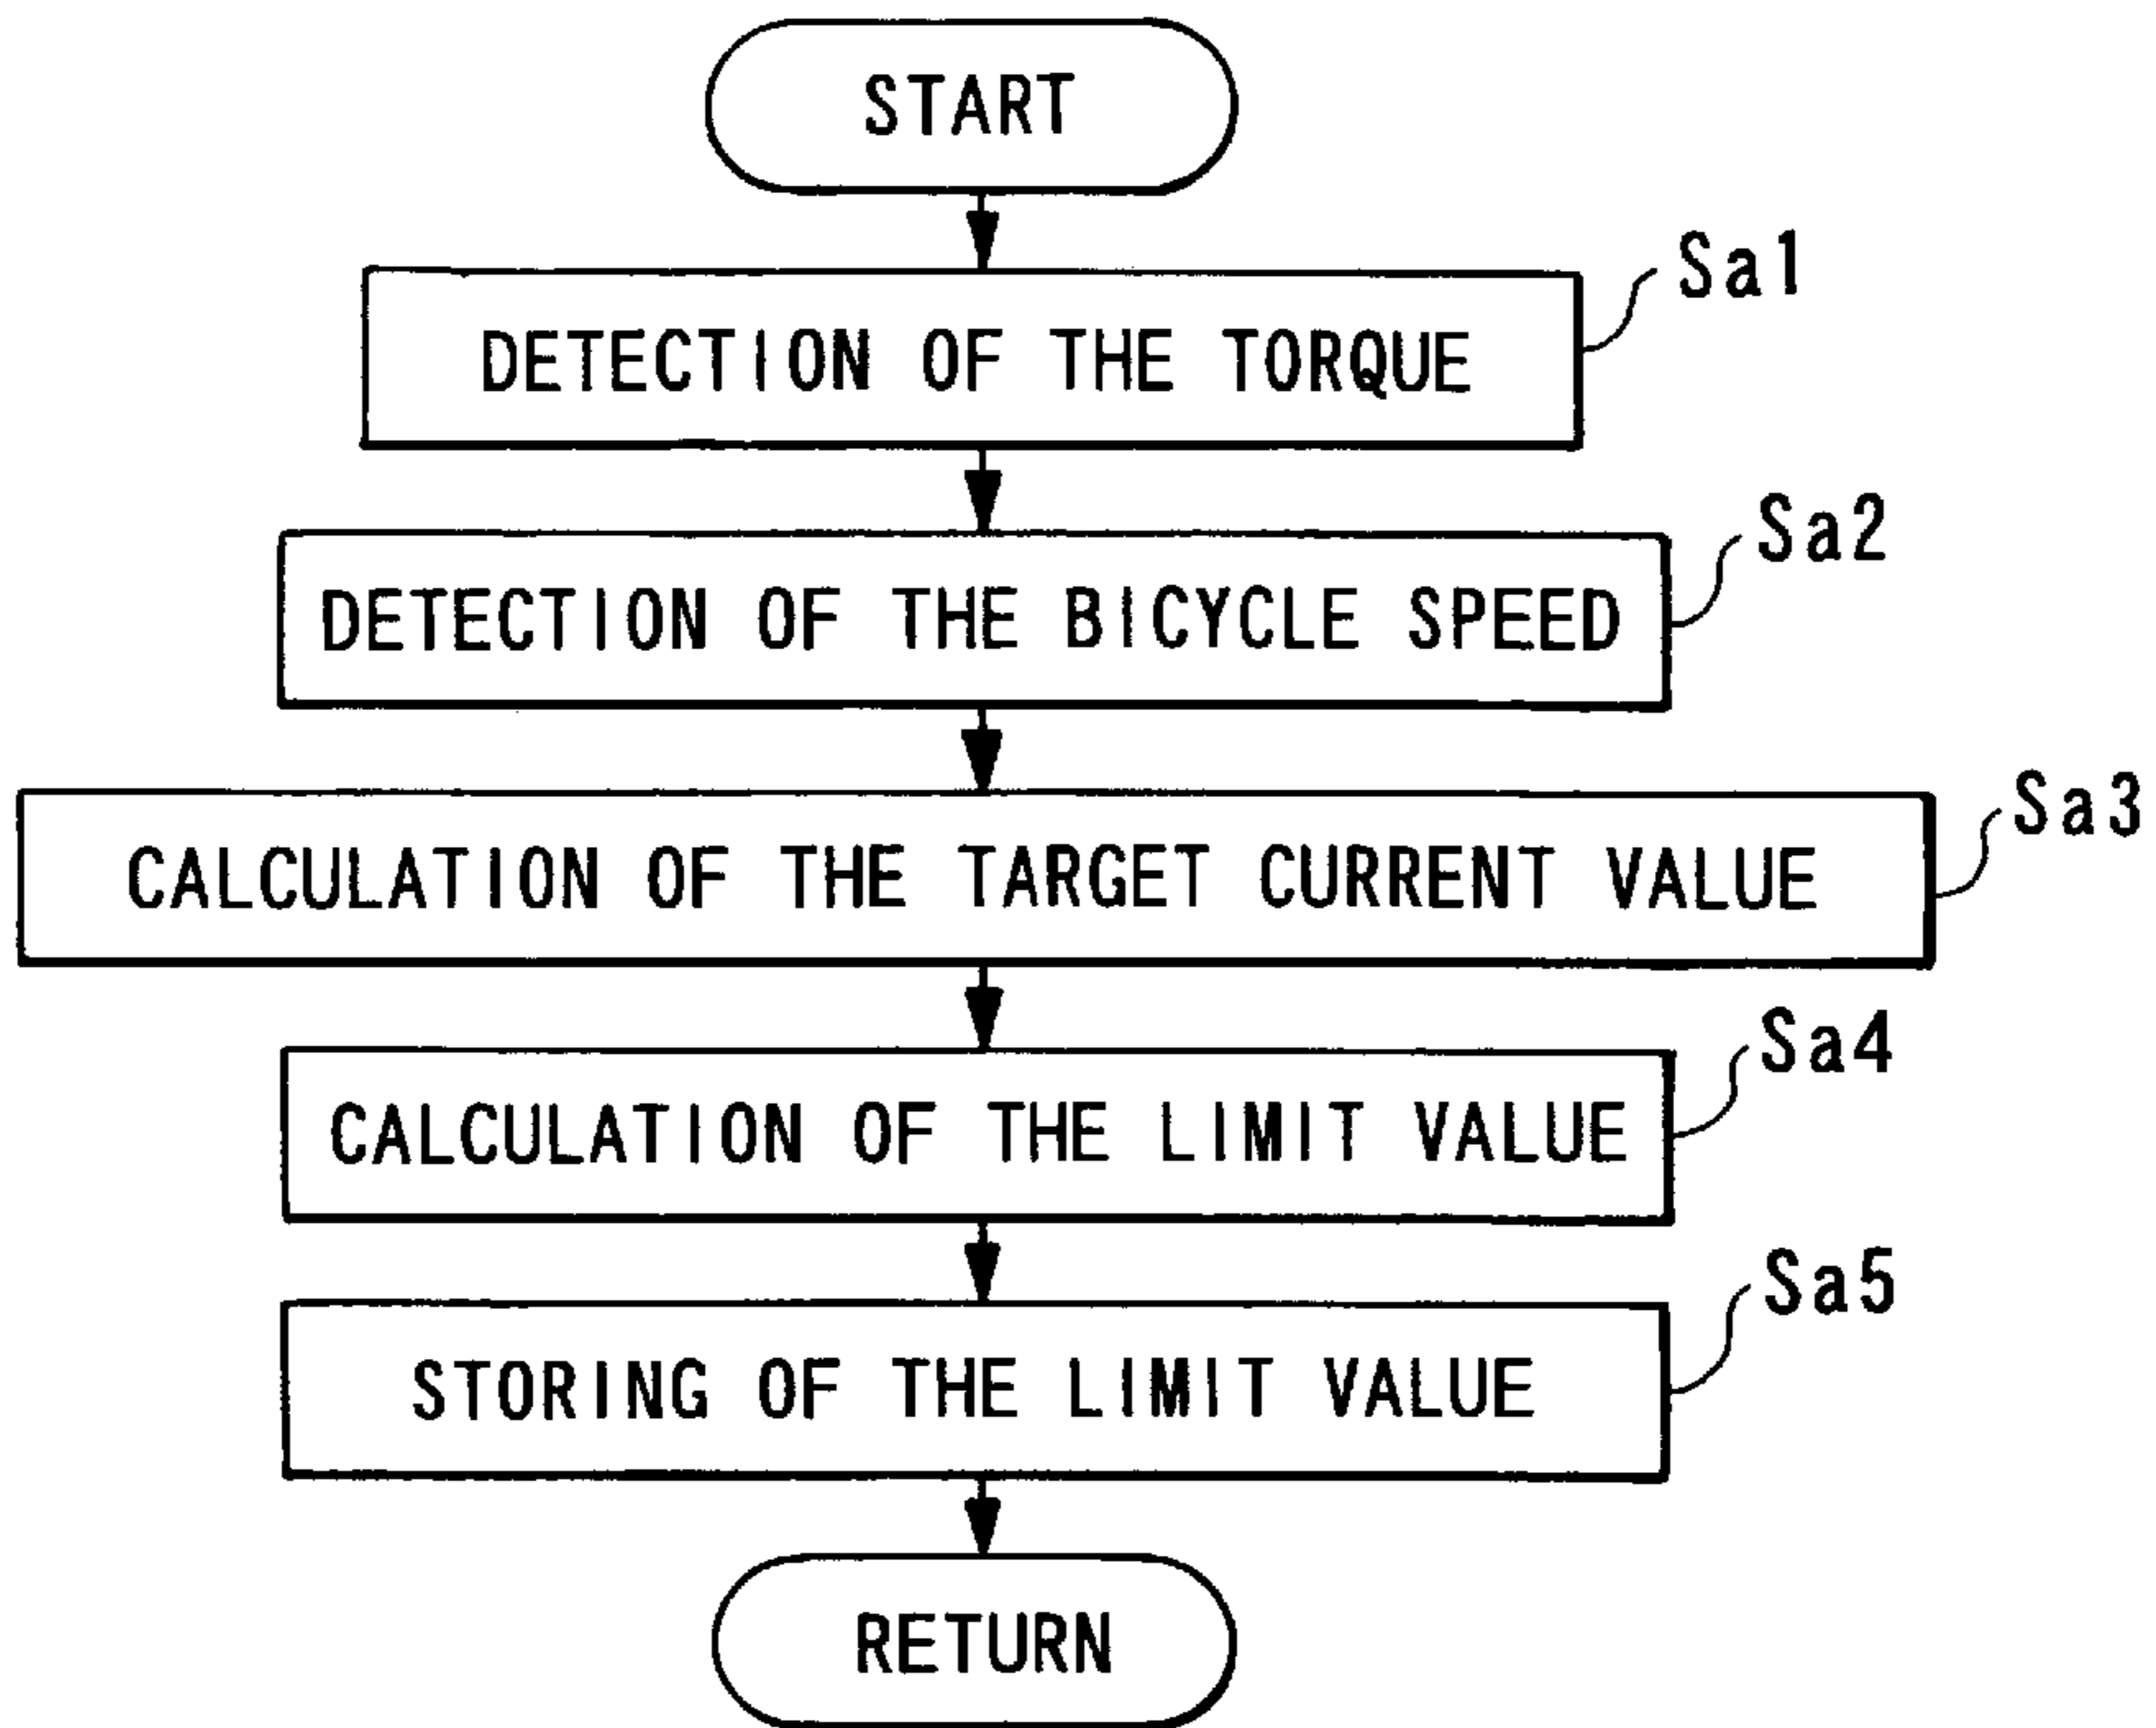 START
Sa1
DETECTION OF THE TORQUE
Sa2
DETECTION OF THE BICYCLE SPEED
Sa3
CALCULATION OF THE TARGET CURRENT VALUE
Sa4
CALCULATION OF THE LIMIT VALUE
Sa5
STORING OF THE LIMIT VALUE
RETURN